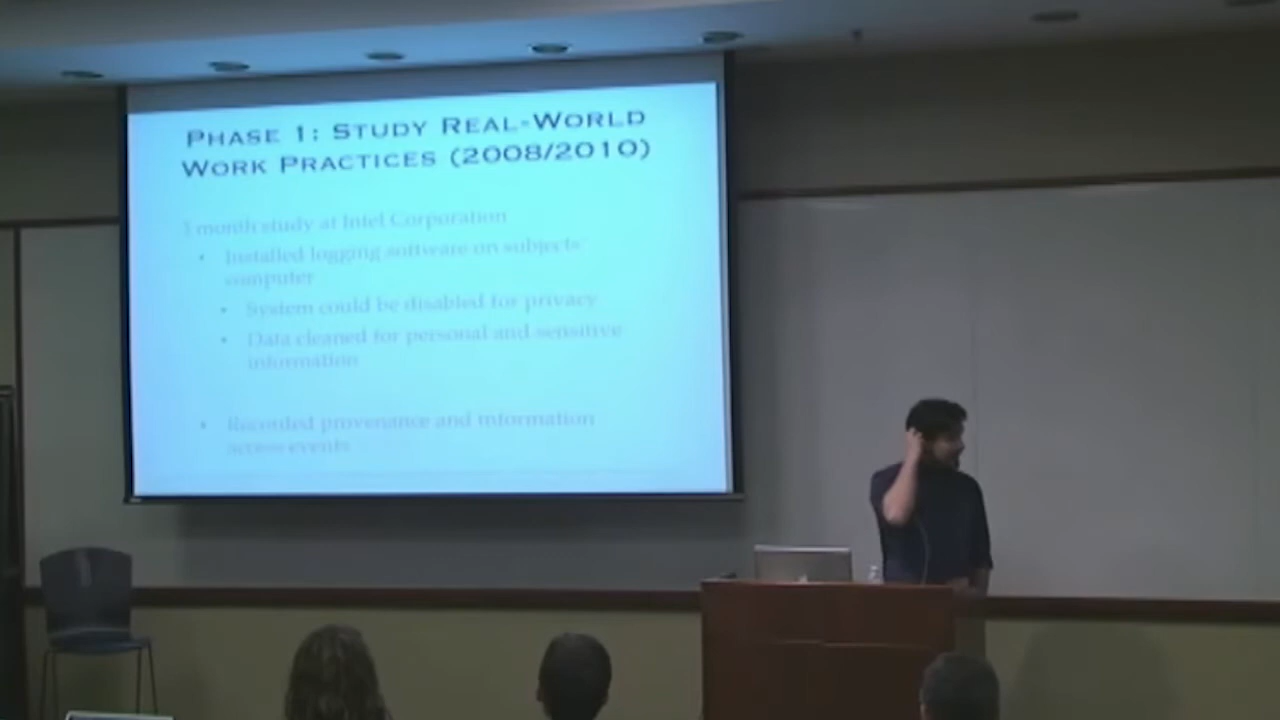 PHASE 1: STUDY REAL-WORLD
WORK PRACTICES (2008/2010)
month study at Intel Corporation
• Installed logging software on subjects
computer
• System could be disabled for privacy
• Data cleaned for personal and sensitive
information
• Recorded provenance and information
access events